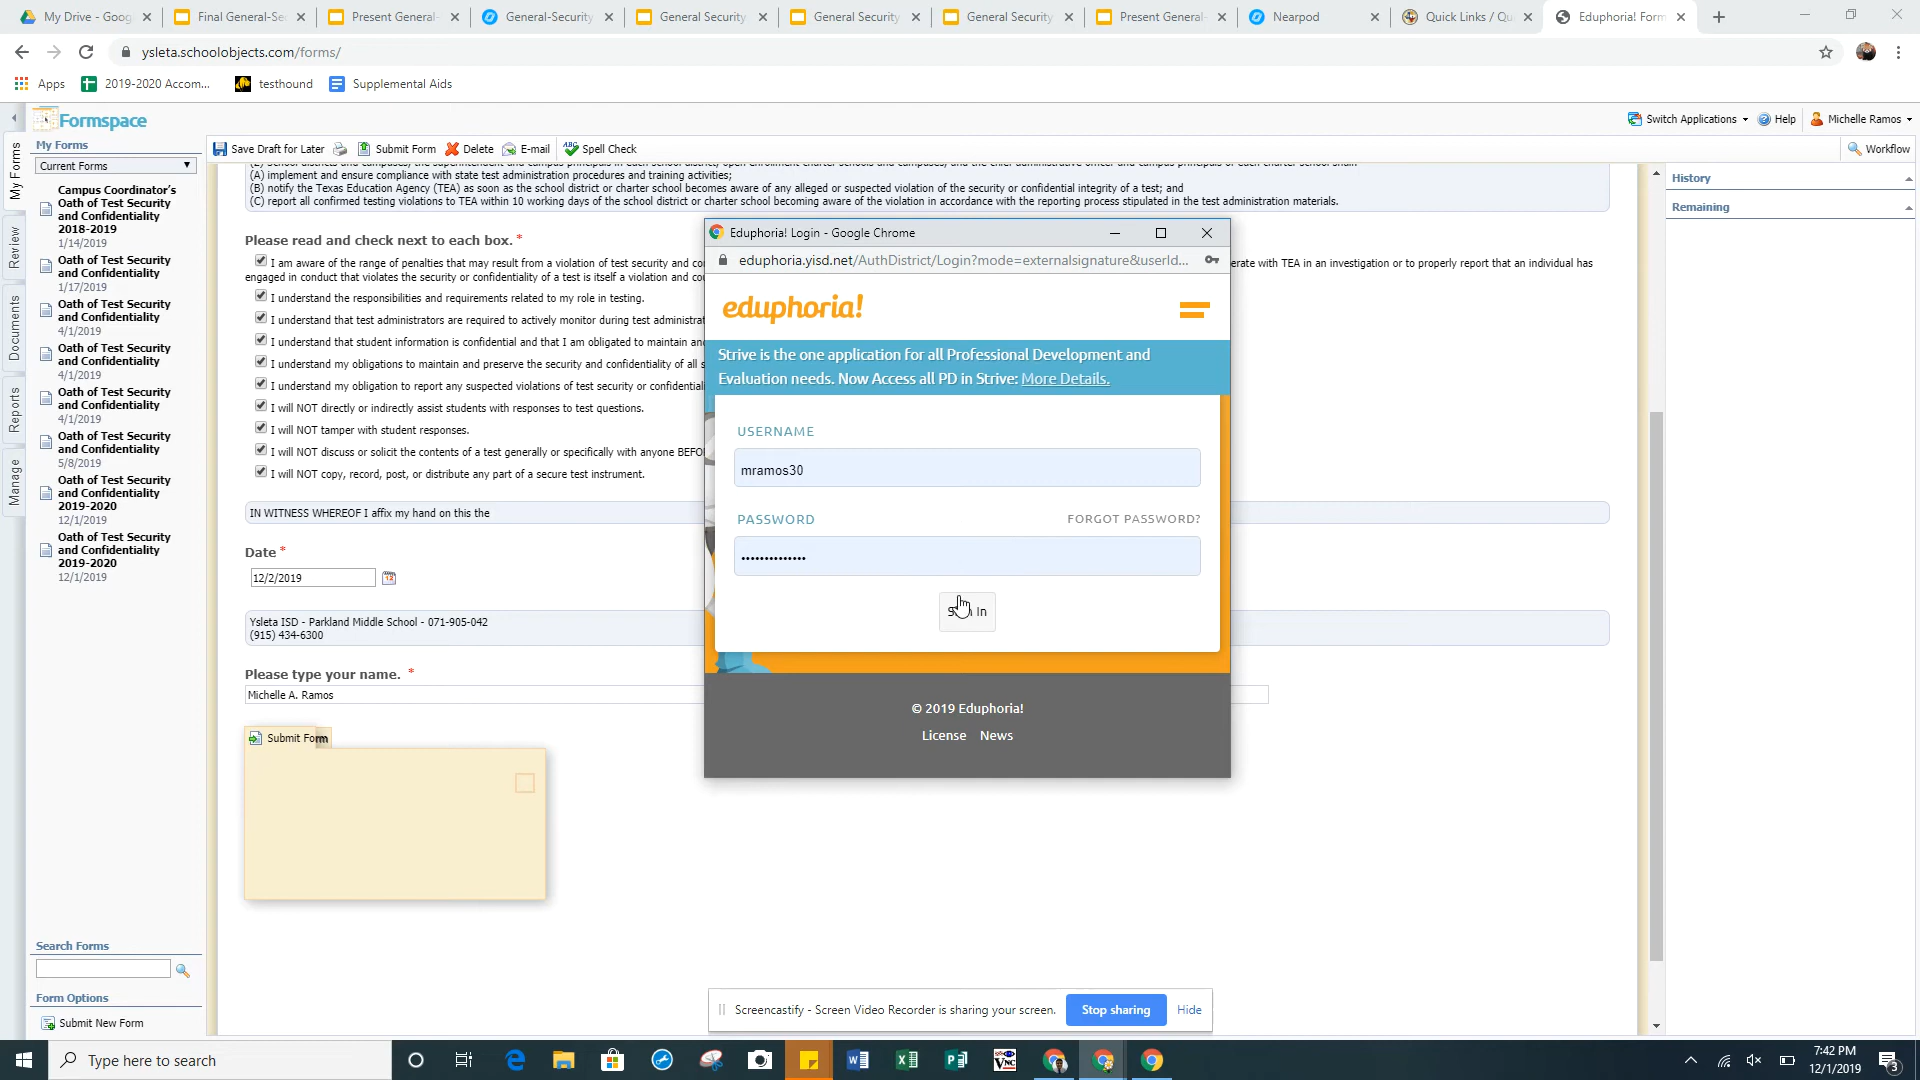 My Drive - Goog
Final General-Se
Present General-
General-Security
General Security
General Security
General Security
Present General-
Nearpod
Quick Links / Qu
Eduphoria! Form
ysleta.schoolobjects.com/forms/
Apps
2019-2020 Accom...
testhound
Supplemental Aids
Formspace
Switch Applications
Help
Michelle Ramos
My Forms
Current Forms
Save Draft for Later
Submit Form
Delete
E-mail
Spell Check
Workflow
My Forms
Review
Documents
Reports
Manage
Campus Coordinator's
Oath of Test Security
and Confidentiality
2018-2019
1/14/2019
Oath of Test Security
and Confidentiality
1/17/2019
Oath of Test Security
and Confidentiality
4/1/2019
Oath of Test Security
and Confidentiality
4/1/2019
Oath of Test Security
and Confidentiality
4/1/2019
Oath of Test Security
and Confidentiality
5/8/2019
Oath of Test Security
and Confidentiality
2019-2020
12/1/2019
Oath of Test Security
and Confidentiality
2019-2020
12/1/2019
Search Forms
Form Options
Submit New Form
(A) implement and ensure compliance with state test administration procedures and training activities;
(B) notify the Texas Education Agency (TEA) as soon as the school district or charter school becomes aware of any alleged or suspected violation of the security or confidential integrity of a test; and
(C) report all confirmed testing violations to TEA within 10 working days of the school district or charter school becoming aware of the violation in accordance with the reporting process stipulated in the test administration materials.
Please read and check next to each box. *
I am aware of the range of penalties that may result from a violation of test security and co
erate with TEA in an investigation or to properly report that an individual has
engaged in conduct that violates the security or confidentiality of a test is itself a violation and co
I understand the responsibilities and requirements related to my role in testing.
I understand that test administrators are required to actively monitor during test administrat
I understand that student information is confidential and that I am obligated to maintain and
I understand my obligations to maintain and preserve the security and confidentiality of all s
I understand my obligation to report any suspected violations of test security or confidentiali
I will NOT directly or indirectly assist students with responses to test questions.
I will NOT tamper with student responses.
I will NOT discuss or solicit the contents of a test generally or specifically with anyone BEFO
I will NOT copy, record, post, or distribute any part of a secure test instrument.
IN WITNESS WHEREOF I affix my hand on this the
Date *
12/2/2019
Ysleta ISD - Parkland Middle School - 071-905-042
(915) 434-6300
Please type your name. *
Michelle A. Ramos
Submit Form
History
Remaining
Eduphoria! Login - Google Chrome
eduphoria.yisd.net/AuthDistrict/Login?mode=externalsignature&userId...
eduphoria!
Strive is the one application for all Professional Development and
Evaluation needs. Now Access all PD in Strive: More Details.
USERNAME
mramos30
PASSWORD
FORGOT PASSWORD?
••••••••••••••
Sign In
© 2019 Eduphoria!
License
News
Screencastify - Screen Video Recorder is sharing your screen.
Stop sharing
Hide
Type here to search
7:42 PM
12/1/2019
3